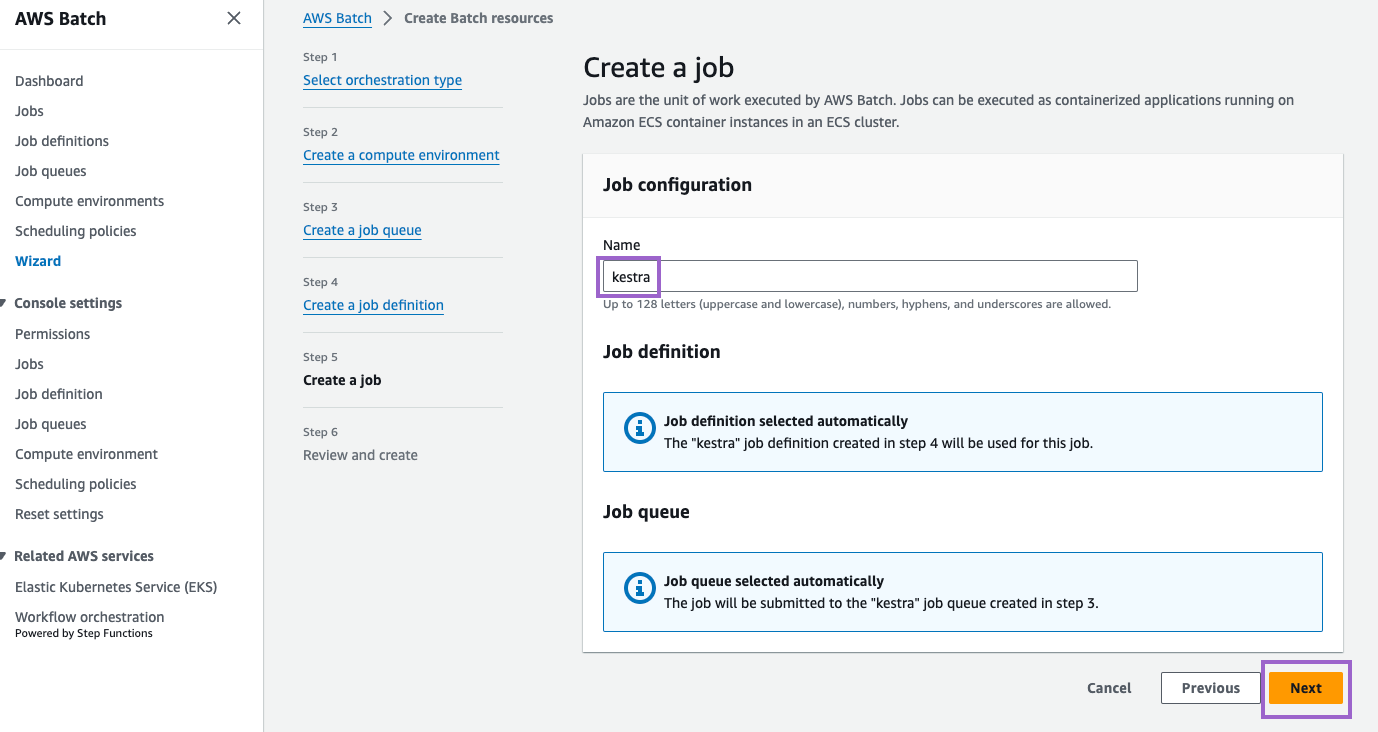 AWS Batch
Dashboard
Jobs
Job definitions
Job queues
Compute environments
Scheduling policies
Wizard
Console settings
Permissions
Jobs
Job definition
Job queues
Compute environment
Scheduling policies
Reset settings
Related AWS services
Elastic Kubernetes Service (EKS)
Workflow orchestration
Powered by Step Functions
AWS Batch > Create Batch resources
Step 1
Select orchestration type
Step 2
Create a compute environment
Step 3
Create a job queue
Step 4
Create a job definition
Step 5
Create a job
Step 6
Review and create
Create a job
Jobs are the unit of work executed by AWS Batch. Jobs can be executed as containerized applications running on
Amazon ECS container instances in an ECS cluster.
Job configuration
Name
kestra
Up to 128 letters (uppercase and lowercase), numbers, hyphens, and underscores are allowed.
Job definition
Job definition selected automatically
The "kestra" job definition created in step 4 will be used for this job.
Job queue
Job queue selected automatically
The job will be submitted to the "kestra" job queue created in step 3.
Cancel
Previous
Next